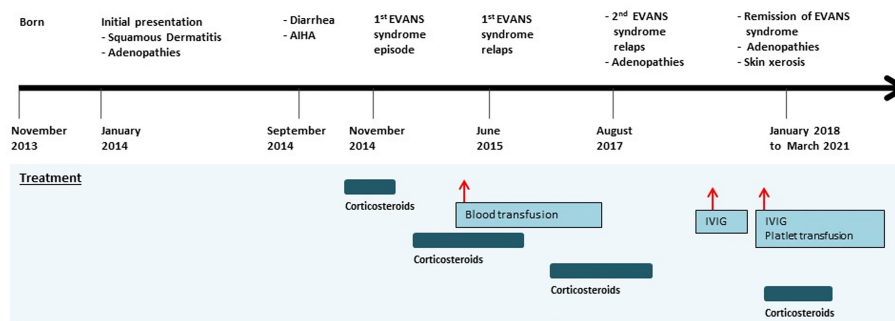 Born
Initial presentation
- Squamous Dermatitis
- Adenopathies
- Diarrhea
- AIHA
1st EVANS
syndrome
episode
1st EVANS
syndrome
relaps
- 2nd EVANS
syndrome
relaps
- Adenopathies
- Remission of EVANS
syndrome
- Adenopathies
- Skin xerosis
November
2013
January
2014
September
2014
November
2014
June
2015
August
2017
January 2018
to March 2021
Treatment
Corticosteroids
Blood transfusion
IVIG
IVIG
Platlet transfusion
Corticosteroids
Corticosteroids
Corticosteroids